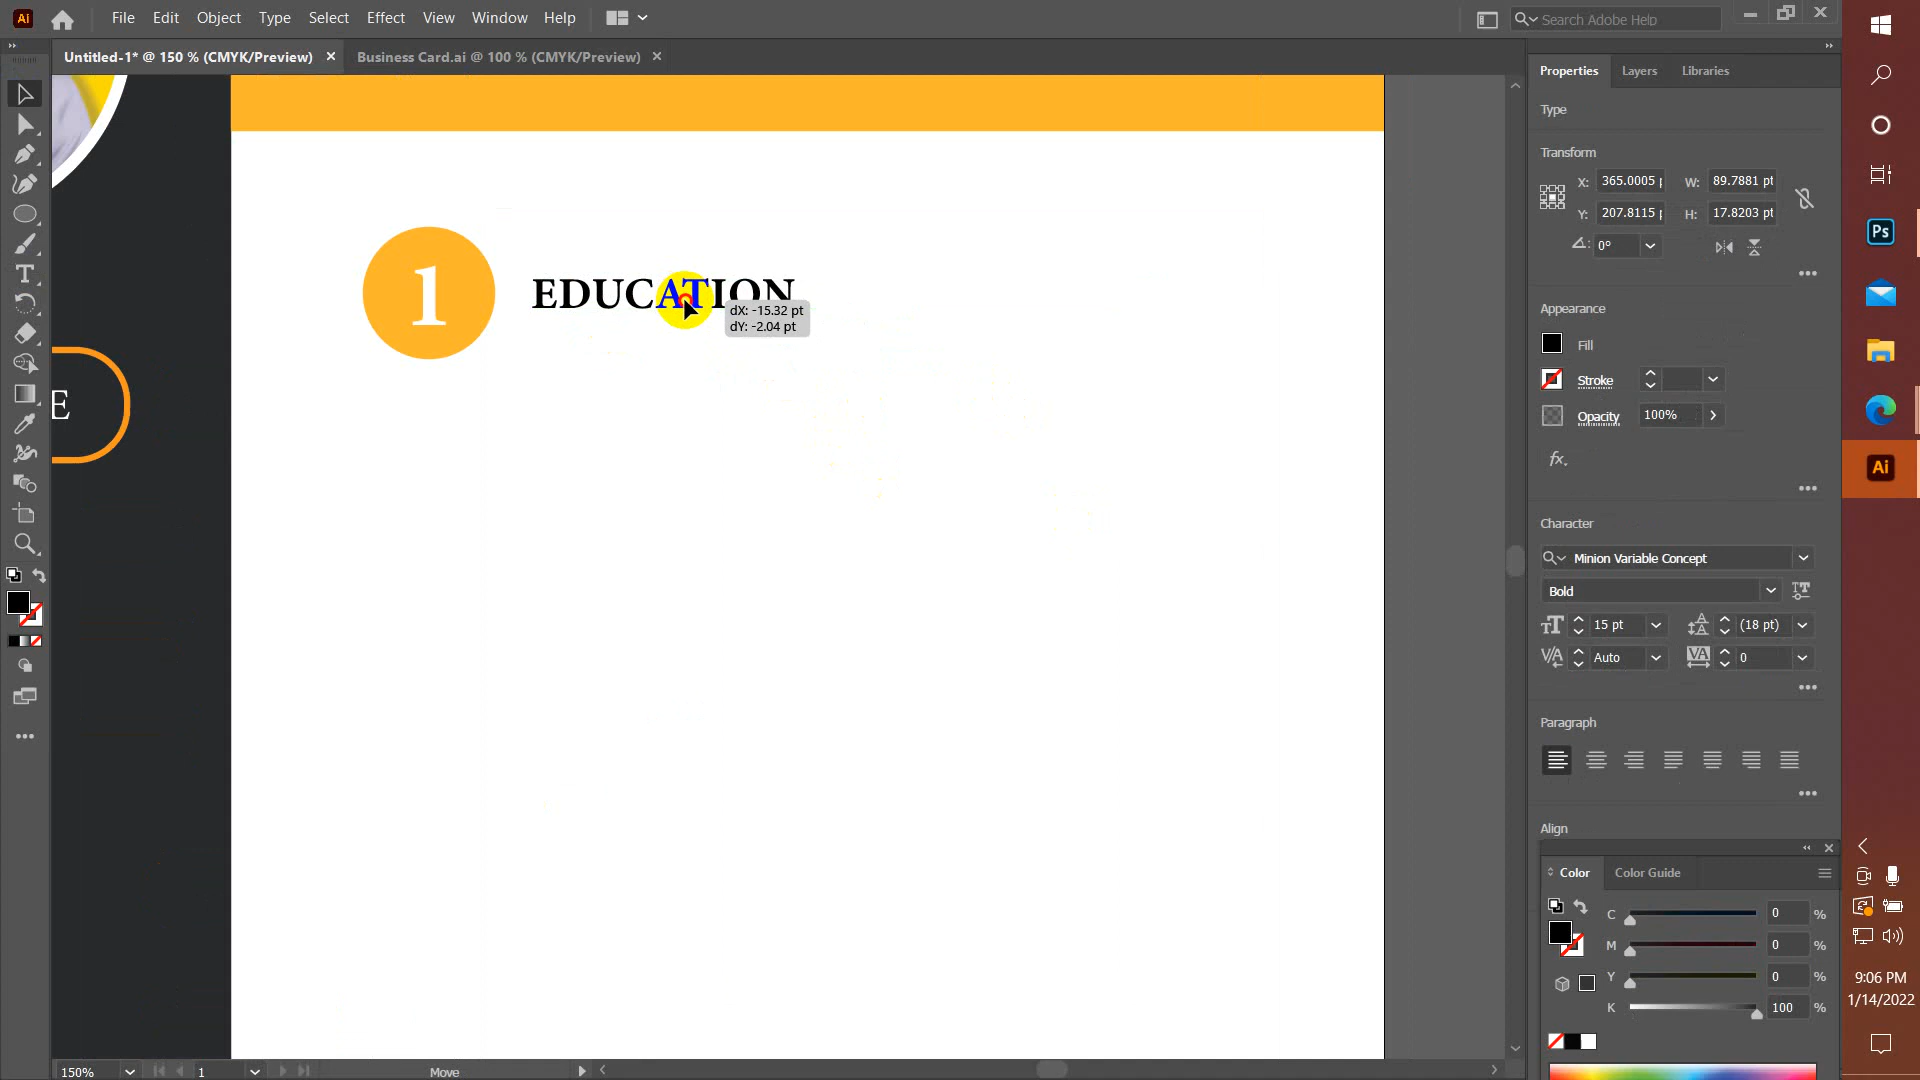 Ai
File Edit Object Type Select Effect View Window Help
Search Adobe Help
Untitled-1* @ 150 % (CMYK/Preview)
Business Card.ai @ 100 % (CMYK/Preview)
1
EDUCATION
dX: -15.32 pt
dY: -2.04 pt
E
150%
1
Move
Properties
Layers
Libraries
Type
Transform
X: 365.0005 p W: 89.7881 pt
Y: 207.8115 p H: 17.8203 pt
0°
Appearance
Fill
Stroke
Opacity 100%
fx.
Character
Minion Variable Concept
Bold
15 pt (18 pt)
Auto 0
Paragraph
Align
Color
Color Guide
C 0 %
M 0 %
Y 0 %
K 100 %
Ps
Ai
9:06 PM
1/14/2022